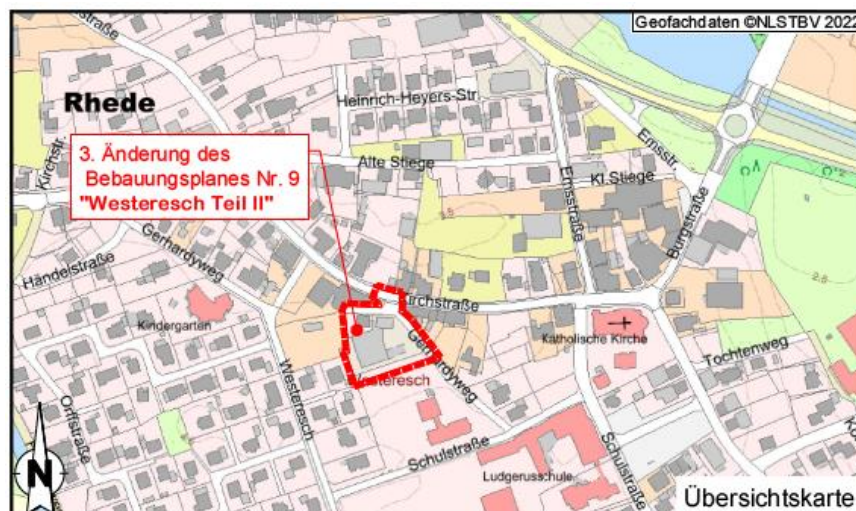 Geofachdaten ©NLSTBV 2022
Rhede
Heinrich-Heyers-Str.
3. Änderung des
Bebauungsplanes Nr. 9
"Westeresch Teil II"
Alte Stiege
Kl Stiege
Emsstr.
Emsstraße
Burgstraße
Kirchstr.
Gerhardyweg
Händelstraße
Kindergarten
Kirchstraße
Katholische Kirche
Tochtenweg
Gerhardyweg
Westeresch
Westeresch
Orffstraße
Schulstraße
Ludgerusschule
Schulstraße
N
Übersichtskarte